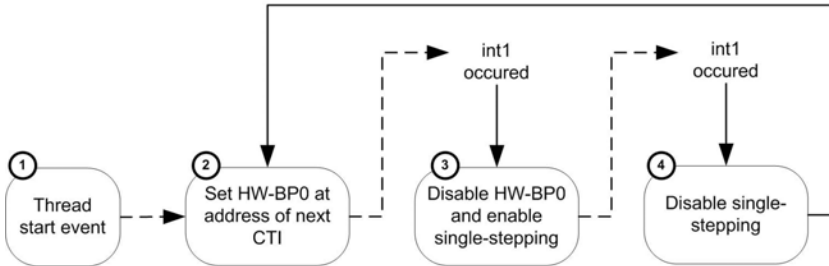 int1
occured
int1
occured
1
Thread
start event
2
Set HW-BP0 at
address of next
CTI
3
Disable HW-BP0
and enable
single-stepping
4
Disable single-
stepping